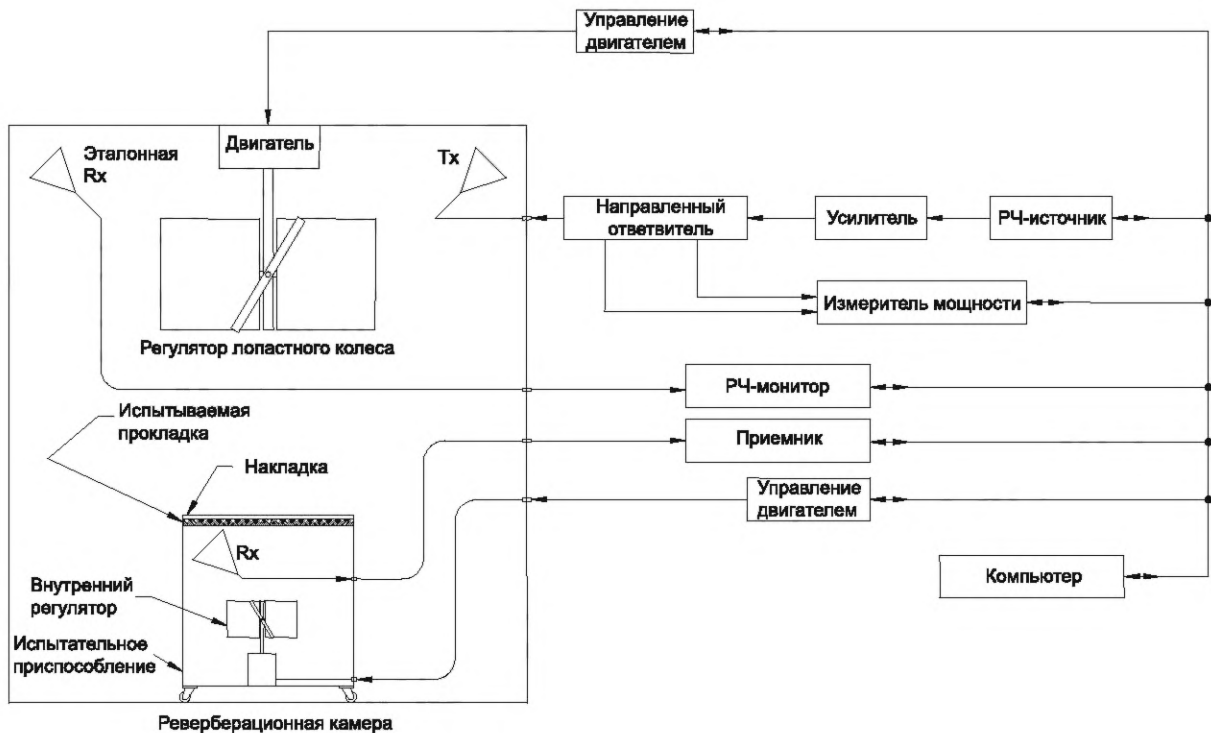 Управление
двигателем
Двигатель
Эталонная
Rx
Tx
Направленный
ответвитель
Усилитель
РЧ-источник
Измеритель мощности
Регулятор лопастного колеса
РЧ-монитор
Испытываемая
прокладка
Приемник
Накладка
Управление
двигателем
Rx
Компьютер
Внутренний
регулятор
Испытательное
приспособление
Реверберационная камера